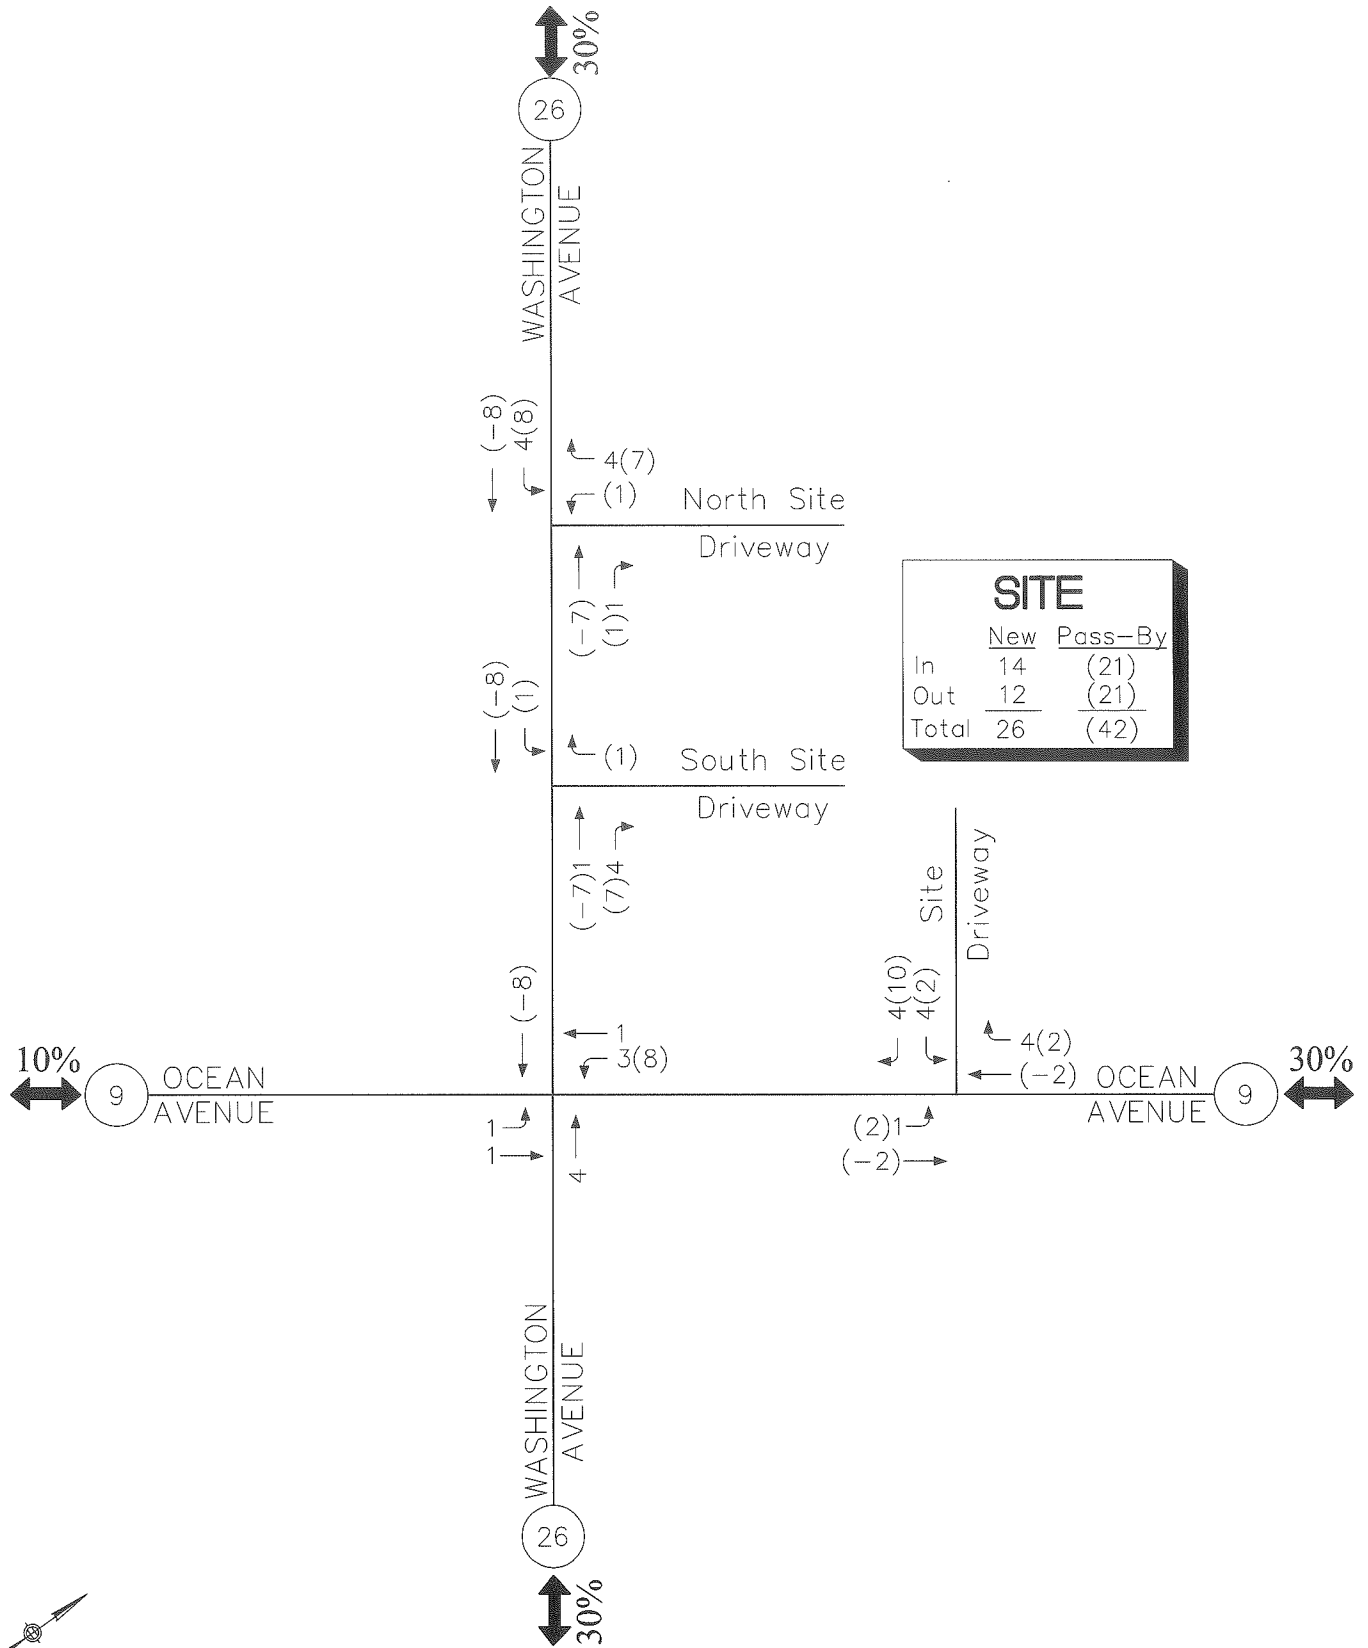 30%
26
WASHINGTON
AVENUE
(-8)
4(8)
4(7)
(1)
North Site
Driveway
(-7)
(1)1
SITE
New Pass-By
In 14 (21)
Out 12 (21)
Total 26 (42)
(-8)
(1)
(1)
South Site
Driveway
(-7)1
(7)4
Site
Driveway
(-8)
1
3(8)
4(10)
4(2)
4(2)
(-2)
10%
9
OCEAN
AVENUE
OCEAN
AVENUE
9
30%
1
1
4
(2)1
(-2)
WASHINGTON
AVENUE
26
30%